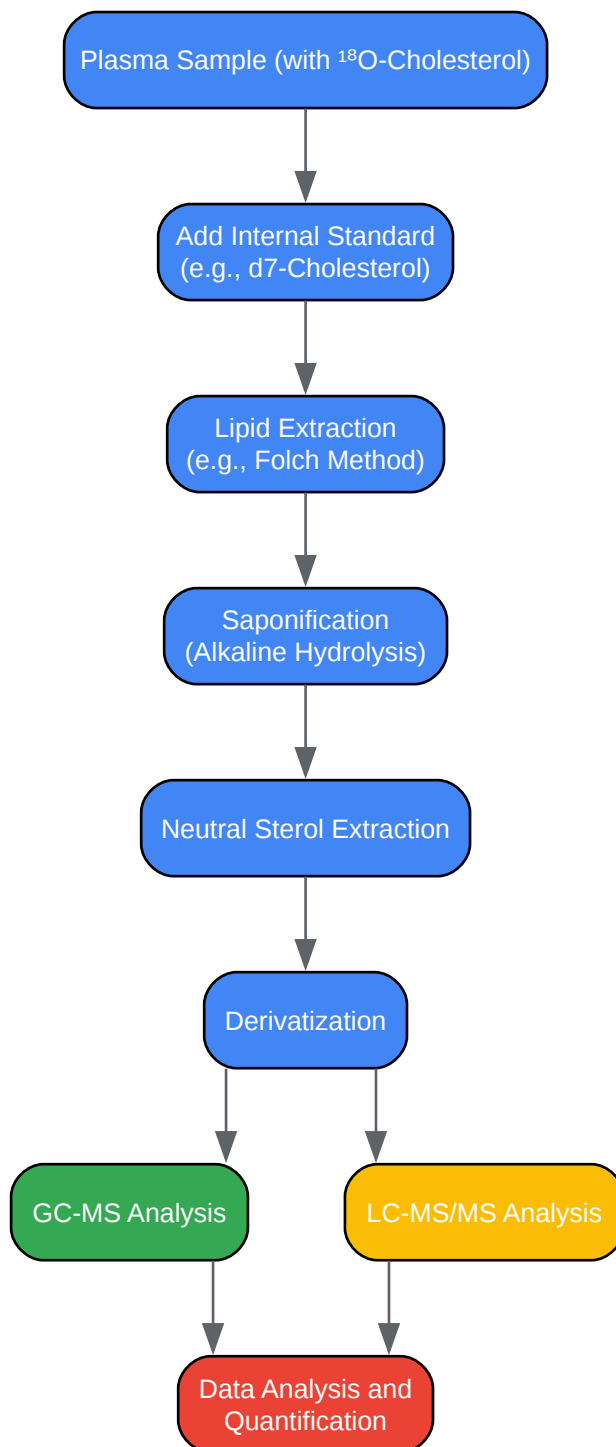 Plasma Sample (with ¹⁸O-Cholesterol)
Add Internal Standard
(e.g., d7-Cholesterol)
Lipid Extraction
(e.g., Folch Method)
Saponification
(Alkaline Hydrolysis)
Neutral Sterol Extraction
Derivatization
GC-MS Analysis
LC-MS/MS Analysis
Data Analysis and
Quantification